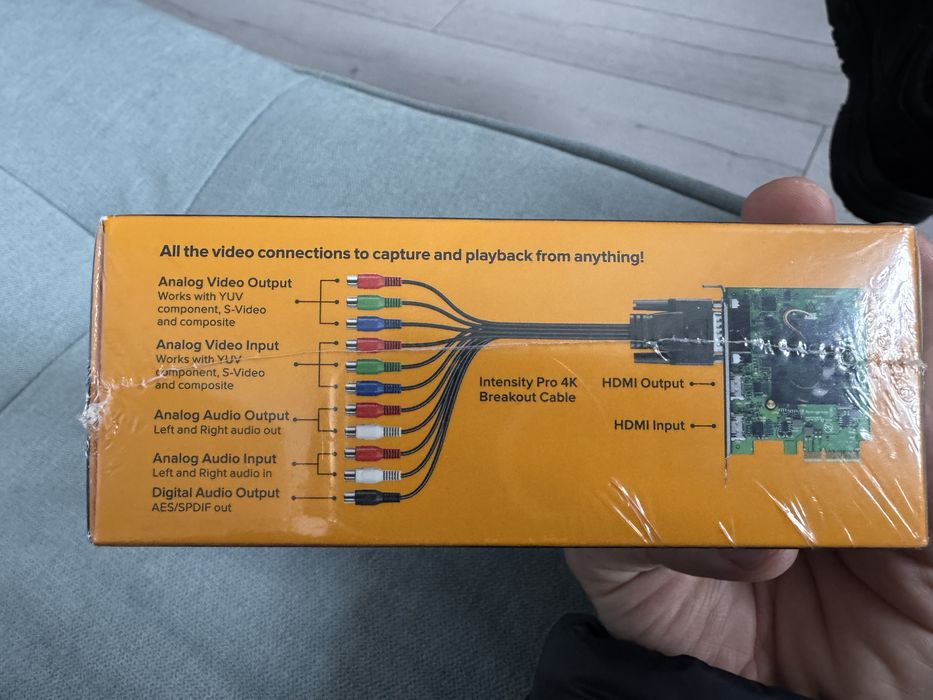 All the video connections to capture and playback from anything!
Analog Video Output
Works with YUV
component, S-Video
and composite
Analog Video Input
Works with YUV
component, S-Video
and composite
Analog Audio Output
Left and Right audio out
Analog Audio Input
Left and Right audio in
Digital Audio Output
AES/SPDIF out
Intensity Pro 4K
Breakout Cable
HDMI Output
HDMI Input